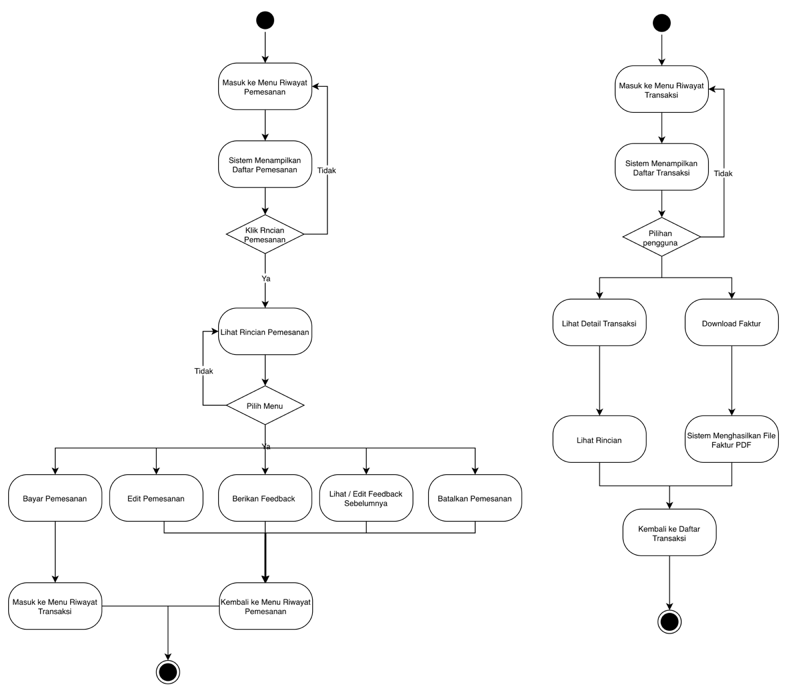 Masuk ke Menu Riwayat
Pemesanan
Sistem Menampilkan
Daftar Pemesanan
Tidak
Klik Rncian
Pemesanan
Ya
Lihat Rincian Pemesanan
Tidak
Pilih Menu
Ya
Bayar Pemesanan
Edit Pemesanan
Berikan Feedback
Lihat / Edit Feedback
Sebelumnya
Batalkan Pemesanan
Masuk ke Menu Riwayat
Transaksi
Kembali ke Menu Riwayat
Pemesanan
Masuk ke Menu Riwayat
Transaksi
Sistem Menampilkan
Daftar Transaksi
Tidak
Pilihan
pengguna
Lihat Detail Transaksi
Download Faktur
Lihat Rincian
Sistem Menghasilkan File
Faktur PDF
Kembali ke Daftar
Transaksi